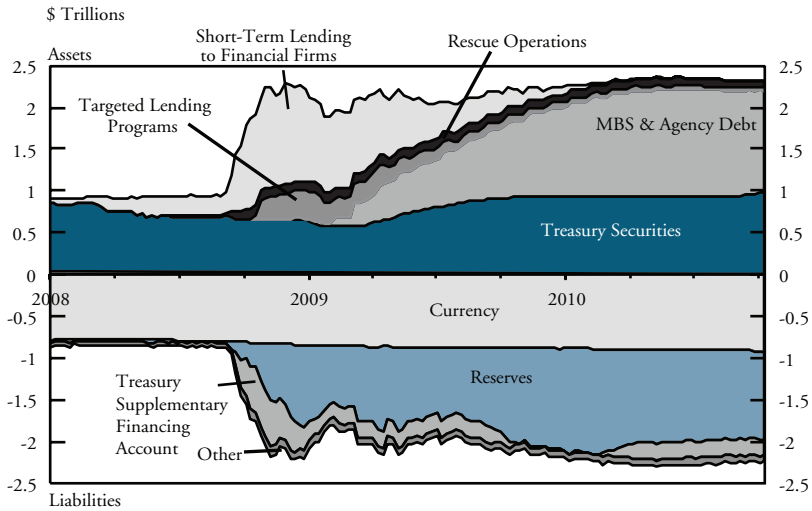 $ Trillions
Short-Term Lending
to Financial Firms
Rescue Operations
Assets
2.5
2.5
2
2
Targeted Lending
Programs
MBS & Agency Debt
1.5
1.5
1
1
0.5
Treasury Securities
0.5
0
0
2008
2009
2010
Currency
-0.5
-0.5
-1
-1
Treasury
Supplementary
Financing
Account
Reserves
-1.5
-1.5
Other
-2
-2
-2.5
-2.5
Liabilities